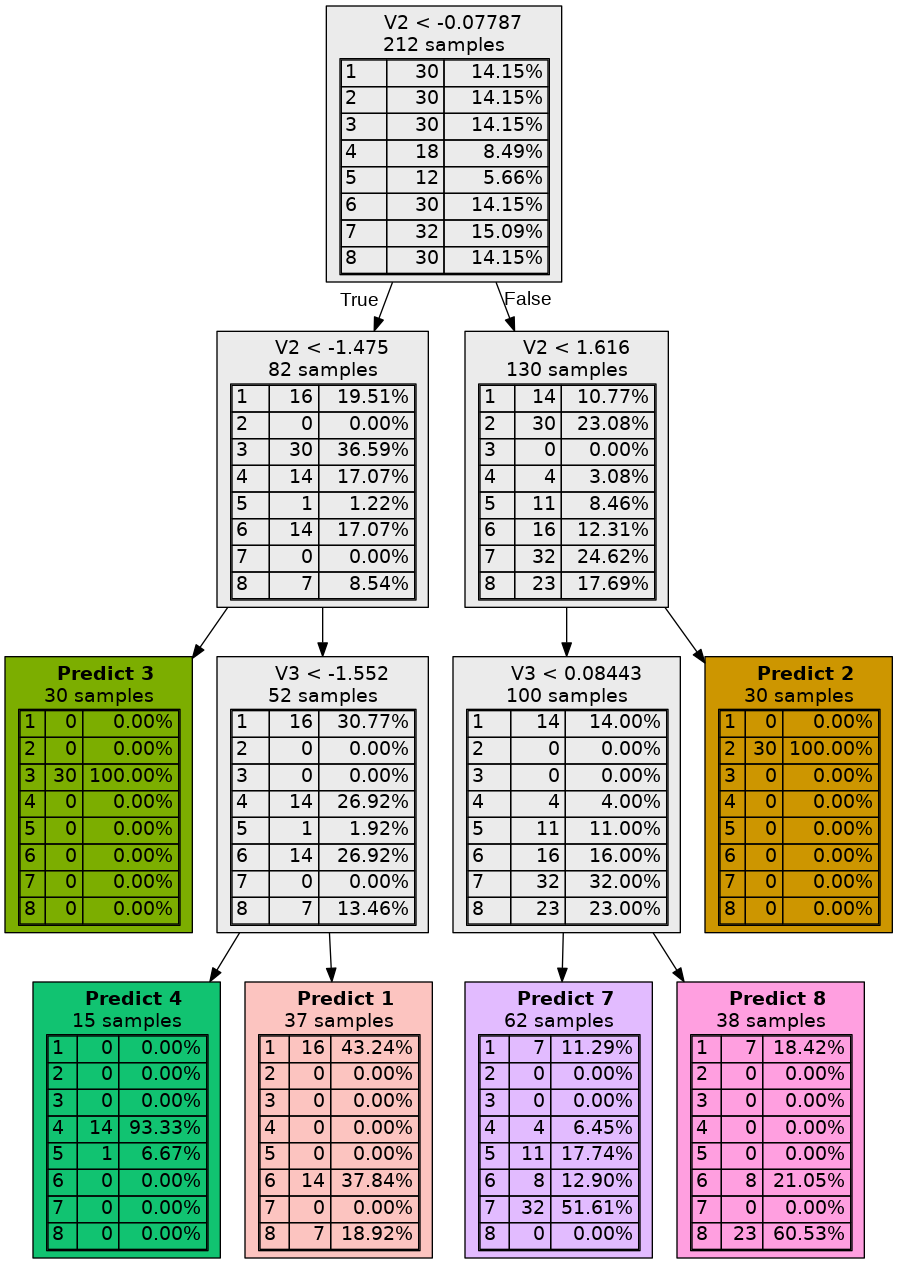 V2 < -0.07787
212 samples
1 30 14.15%
2 30 14.15%
3 30 14.15%
4 18 8.49%
5 12 5.66%
6 30 14.15%
7 32 15.09%
8 30 14.15%
True
False
V2 < -1.475
82 samples
1 16 19.51%
2 0 0.00%
3 30 36.59%
4 14 17.07%
5 1 1.22%
6 14 17.07%
7 0 0.00%
8 7 8.54%
V2 < 1.616
130 samples
1 14 10.77%
2 30 23.08%
3 0 0.00%
4 4 3.08%
5 11 8.46%
6 16 12.31%
7 32 24.62%
8 23 17.69%
Predict 3
30 samples
1 0 0.00%
2 0 0.00%
3 30 100.00%
4 0 0.00%
5 0 0.00%
6 0 0.00%
7 0 0.00%
8 0 0.00%
V3 < -1.552
52 samples
1 16 30.77%
2 0 0.00%
3 0 0.00%
4 14 26.92%
5 1 1.92%
6 14 26.92%
7 0 0.00%
8 7 13.46%
V3 < 0.08443
100 samples
1 14 14.00%
2 0 0.00%
3 0 0.00%
4 4 4.00%
5 11 11.00%
6 16 16.00%
7 32 32.00%
8 23 23.00%
Predict 2
30 samples
1 0 0.00%
2 30 100.00%
3 0 0.00%
4 0 0.00%
5 0 0.00%
6 0 0.00%
7 0 0.00%
8 0 0.00%
Predict 4
15 samples
1 0 0.00%
2 0 0.00%
3 0 0.00%
4 14 93.33%
5 1 6.67%
6 0 0.00%
7 0 0.00%
8 0 0.00%
Predict 1
37 samples
1 16 43.24%
2 0 0.00%
3 0 0.00%
4 0 0.00%
5 0 0.00%
6 14 37.84%
7 0 0.00%
8 7 18.92%
Predict 7
62 samples
1 7 11.29%
2 0 0.00%
3 0 0.00%
4 4 6.45%
5 11 17.74%
6 8 12.90%
7 32 51.61%
8 0 0.00%
Predict 8
38 samples
1 7 18.42%
2 0 0.00%
3 0 0.00%
4 0 0.00%
5 0 0.00%
6 8 21.05%
7 0 0.00%
8 23 60.53%